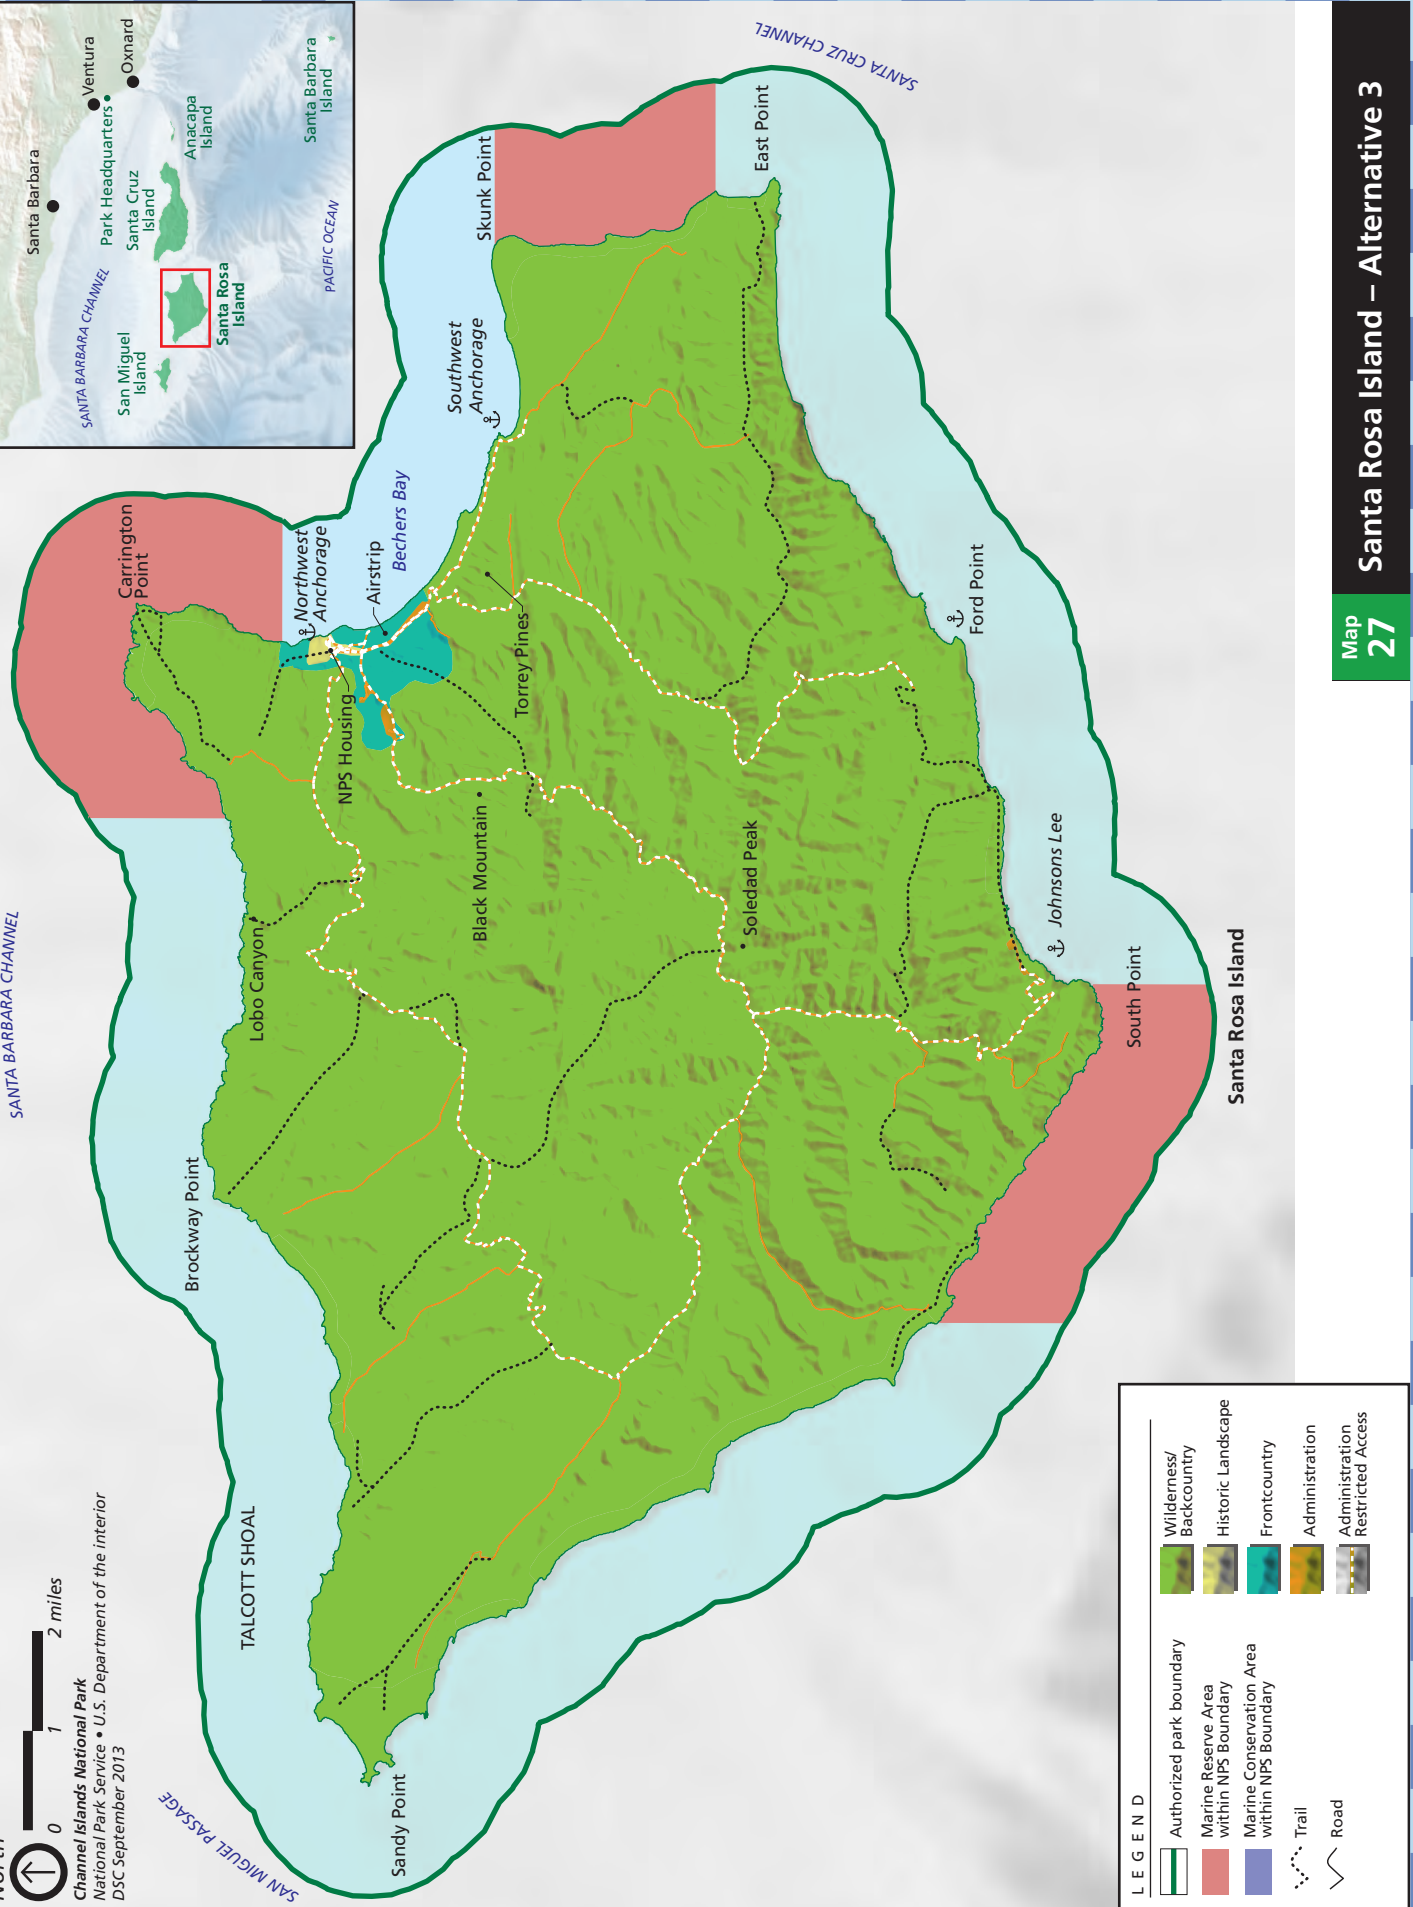 North
0 1 2 miles
Channel Islands National Park
National Park Service • U.S. Department of the interior
DSC September 2013
SANTA BARBARA CHANNEL
SAN MIGUEL PASSAGE
SANTA CRUZ CHANNEL
TALCOTT SHOAL
Sandy Point
Brockway Point
Lobo Canyon
Carrington
Point
Northwest
Anchorage
Airstrip
Bechers Bay
NPS Housing
Black Mountain
Torrey Pines
Southwest
Anchorage
Skunk Point
East Point
Soledad Peak
Ford Point
Johnsons Lee
South Point
Santa Rosa Island
Santa Barbara
Ventura
Oxnard
Park Headquarters
SANTA BARBARA CHANNEL
San Miguel
Island
Santa Rosa
Island
Santa Cruz
Island
Anacapa
Island
Santa Barbara
Island
PACIFIC OCEAN
LEGEND
Authorized park boundary
Marine Reserve Area
within NPS Boundary
Marine Conservation Area
within NPS Boundary
Trail
Road
Wilderness/
Backcountry
Historic Landscape
Frontcountry
Administration
Administration
Restricted Access
Map
27
Santa Rosa Island – Alternative 3